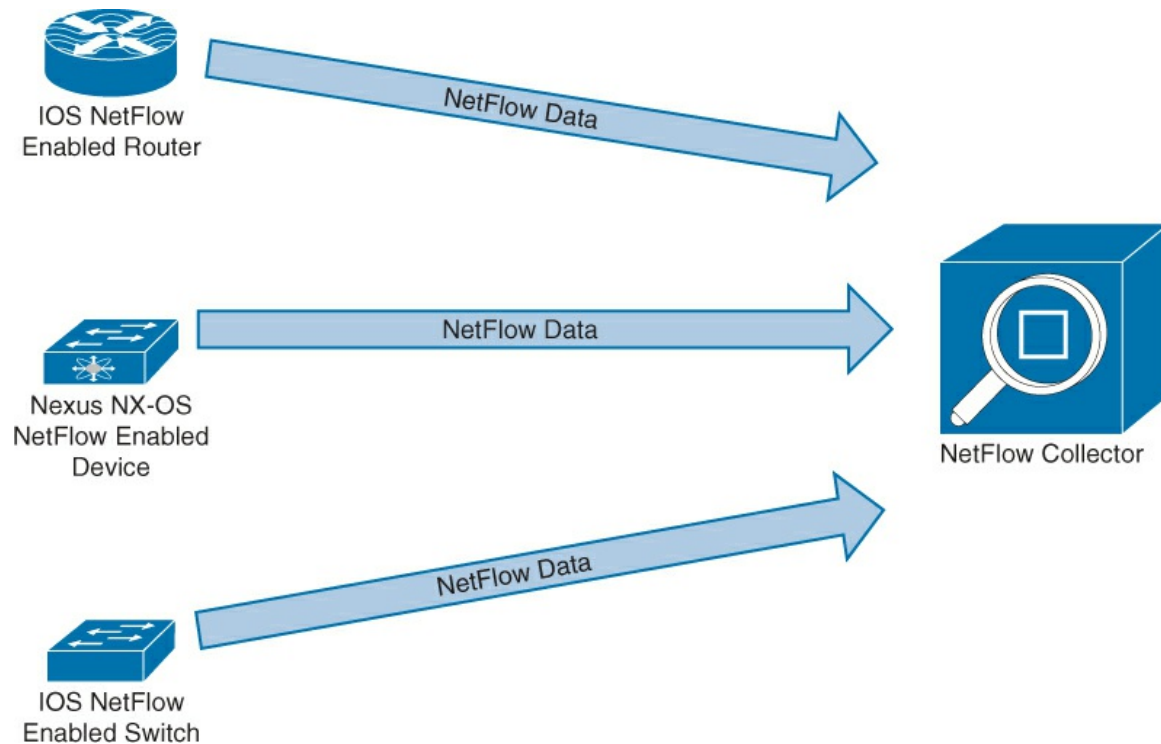 IOS NetFlow
Enabled Router
NetFlow Data
Nexus NX-OS
NetFlow Enabled
Device
NetFlow Data
NetFlow Collector
IOS NetFlow
Enabled Switch
NetFlow Data